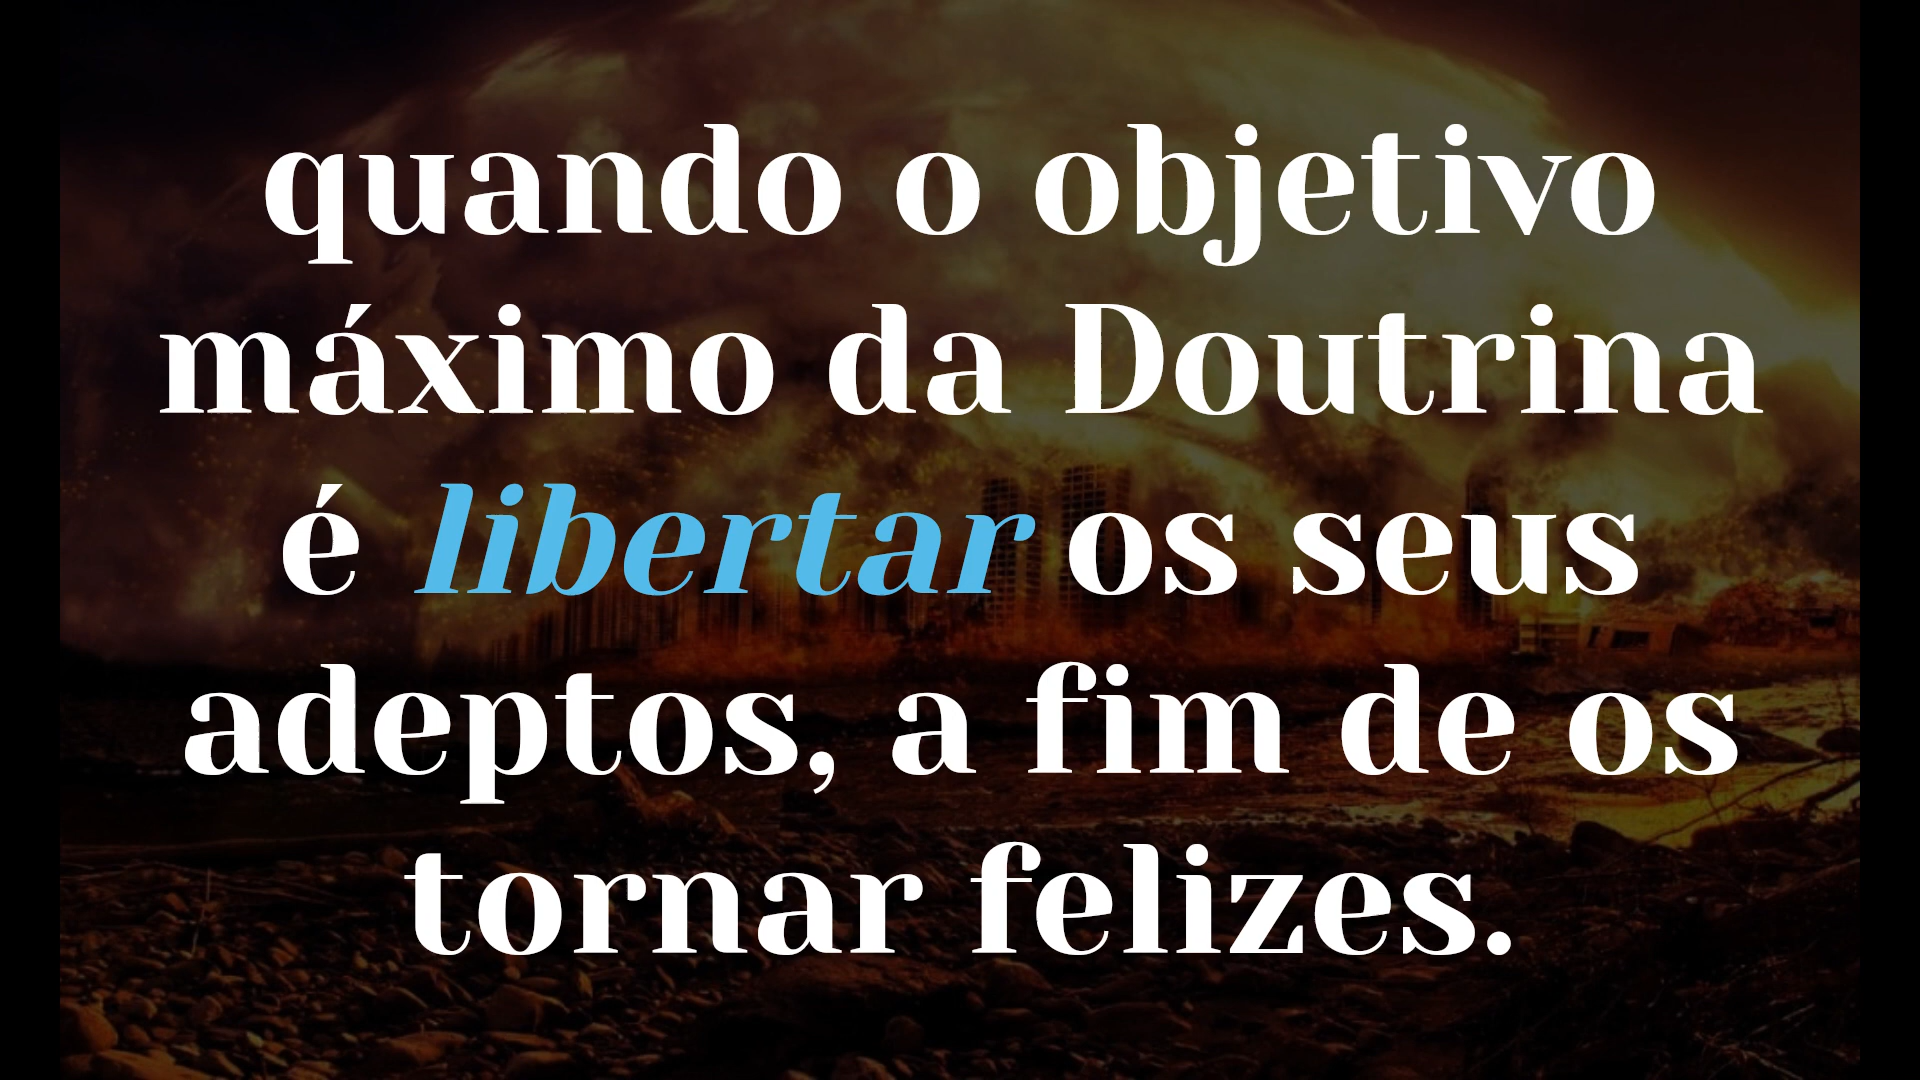 quando o objetivo
máximo da Doutrina
é libertar os seus
adeptos, a fim de os
tornar felizes.